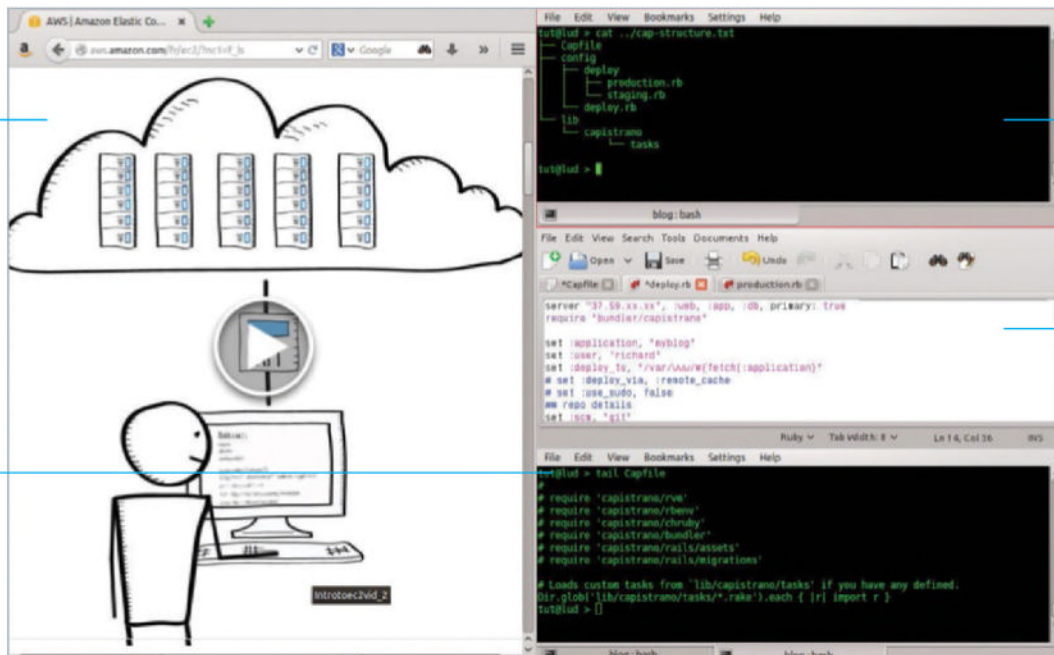 AWS | Amazon Elastic Co...
aws.amazon.com/
Google
File Edit View Bookmarks Settings Help
tut@lud > cat ../cap-structure.txt
├── Capfile
├── config
│   ├── deploy
│   │   ├── production.rb
│   │   └── staging.rb
│   └── deploy.rb
└── lib
    └── capistrano
        └── tasks
tut@lud >
blog : bash
File Edit View Search Tools Documents Help
Open Save Undo
*Capfile *deploy.rb production.rb
server "37.59.xx.xx", :web, :app, :db, primary: true
require "bundler/capistrano"
set :application, "myblog"
set :user, "richard"
set :deploy_to, "/var/www/#{fetch(:application}"
# set :deploy_via, :remote_cache
# set :use_sudo, false
## repo details
set :scm, "git"
Ruby Tab Width: 8 Ln 14, Col 36 INS
File Edit View Bookmarks Settings Help
tut@lud > tail Capfile
#
# require 'capistrano/rvm'
# require 'capistrano/rbenv'
# require 'capistrano/chruby'
# require 'capistrano/bundler'
# require 'capistrano/rails/assets'
# require 'capistrano/rails/migrations'
# Loads custom tasks from `lib/capistrano/tasks' if you have any defined.
Dir.glob('lib/capistrano/tasks/*.rake').each { |r| import r }
tut@lud >
Introtoec2vid_2
blog : bash blog : bash